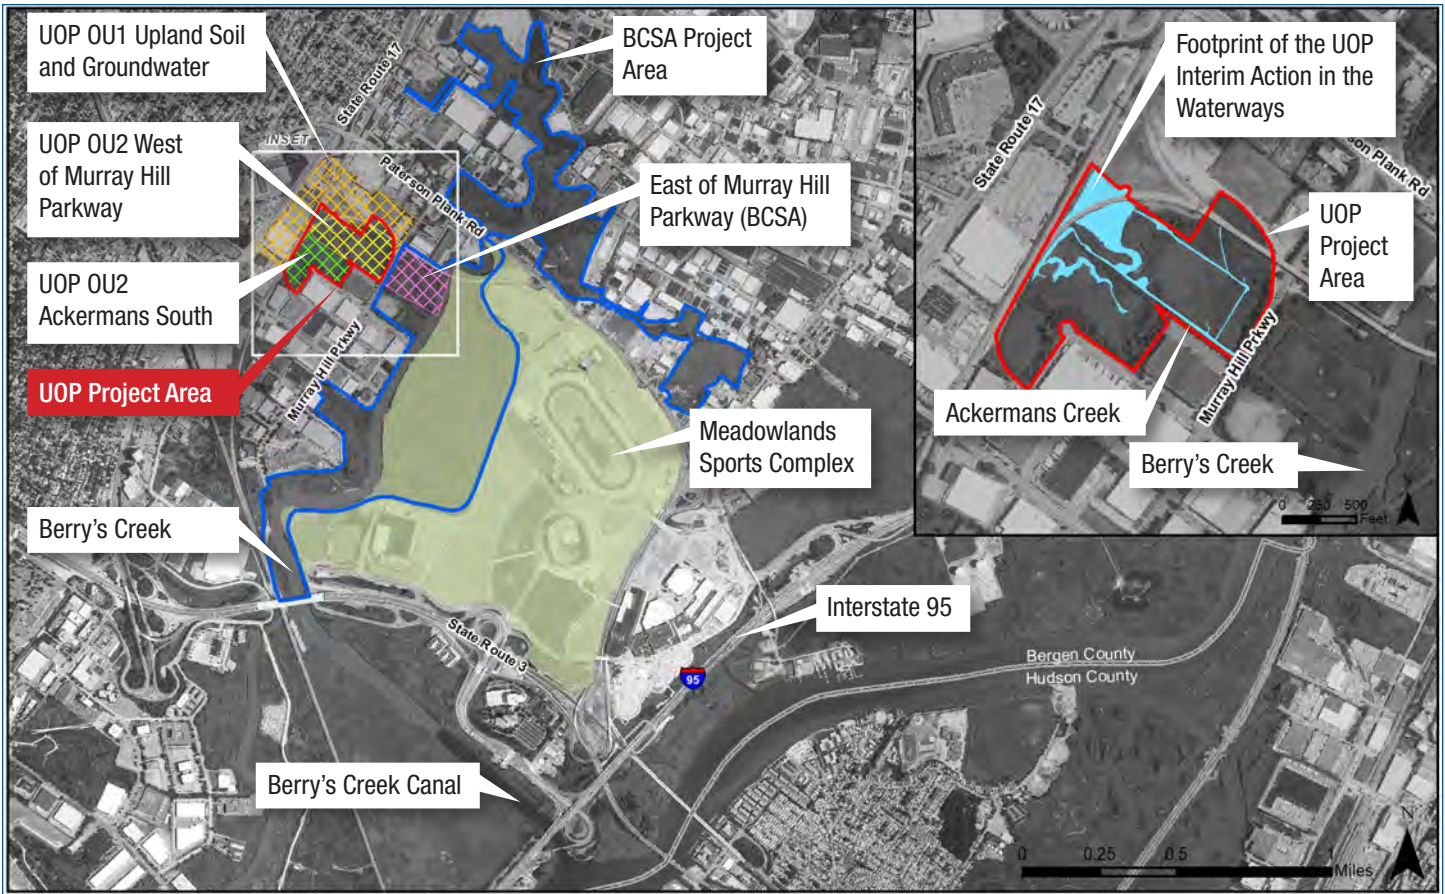 UOP OU1 Upland Soil
and Groundwater
State Route 17
BCSA Project
Area
INSET
UOP OU2 West
of Murray Hill
Parkway
Paterson Plank Rd
East of Murray Hill
Parkway (BCSA)
UOP OU2
Ackermans South
UOP Project Area
Murray Hill Prkwy
Meadowlands
Sports Complex
Berry's Creek
State Route 3
Interstate 95
95
Bergen County
Hudson County
Berry's Creek Canal
Footprint of the UOP
Interim Action in the
Waterways
State Route 17
son Plank Rd
UOP
Project
Area
Murray Hill Prkwy
Ackermans Creek
Berry's Creek
0 250 500
Feet
N
0 0.25 0.5 1
Miles